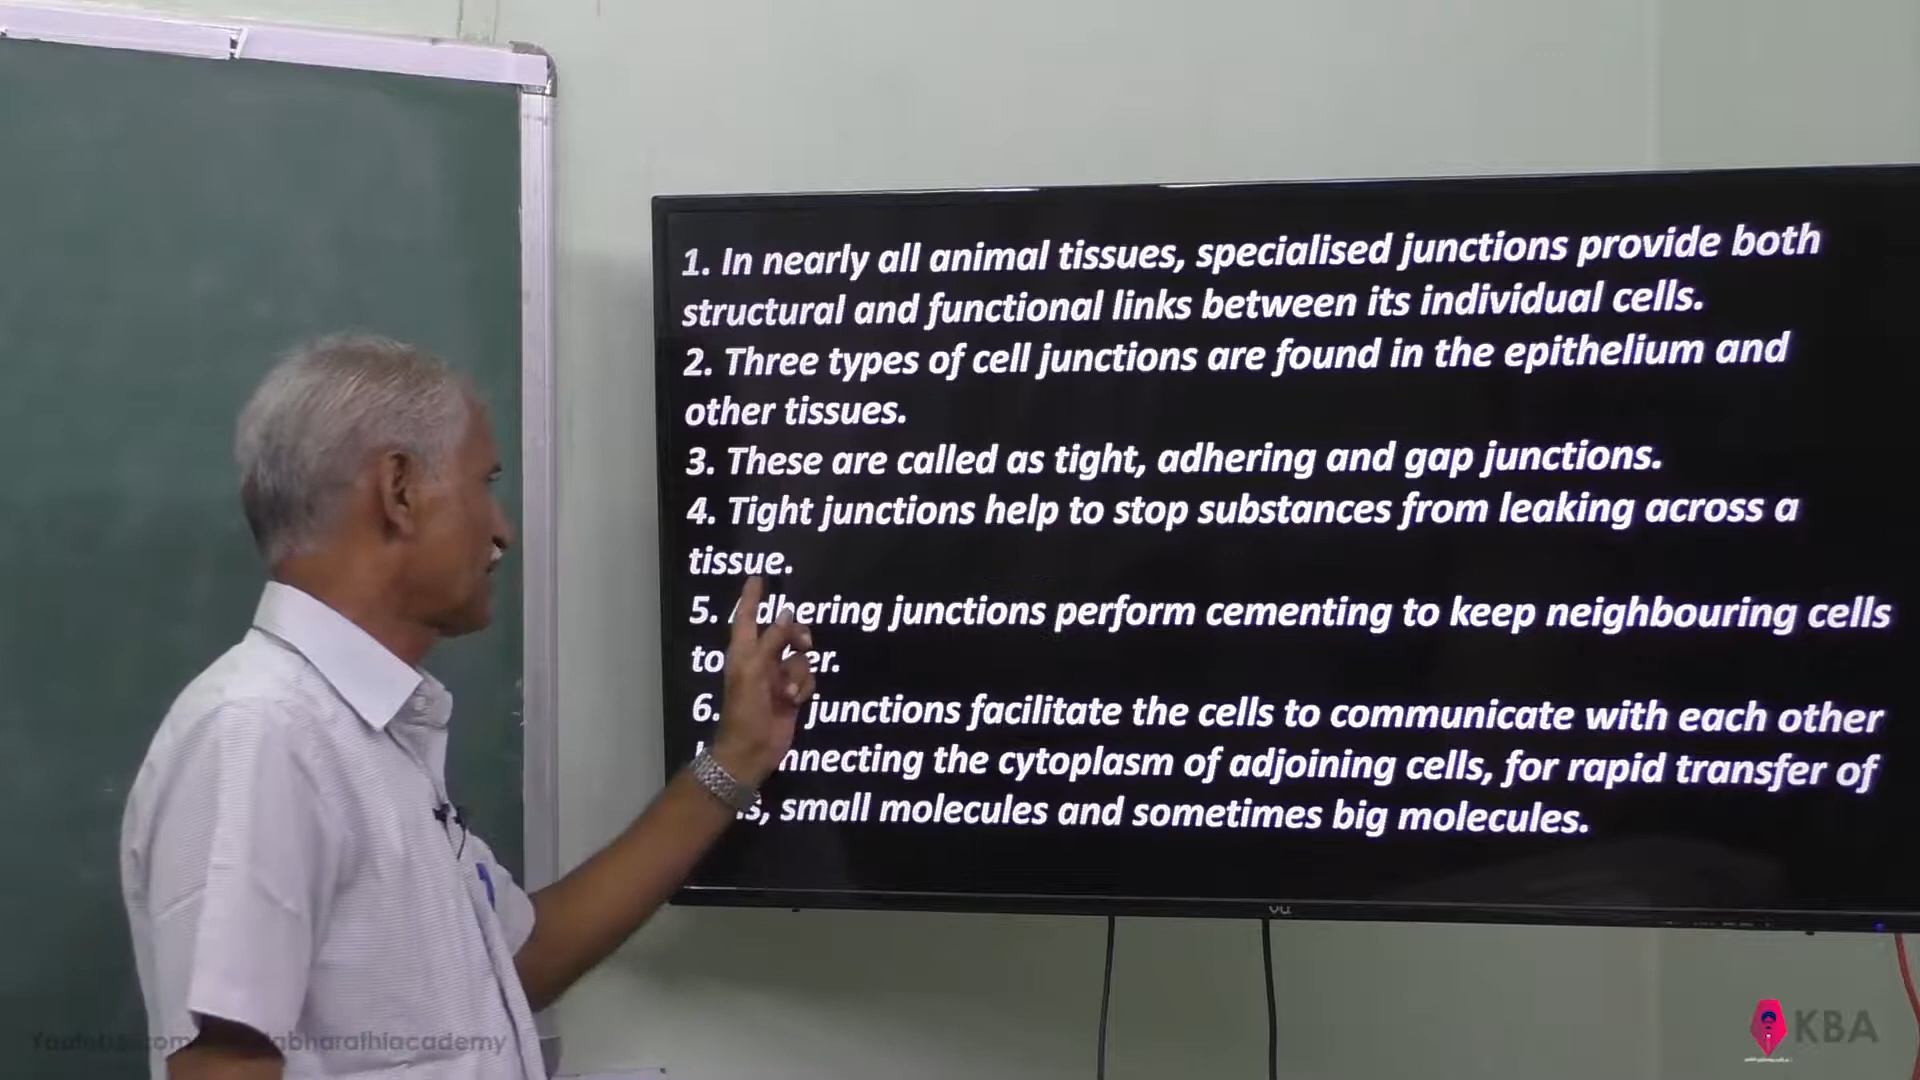 1. In nearly all animal tissues, specialised junctions provide both
structural and functional links between its individual cells.
2. Three types of cell junctions are found in the epithelium and
other tissues.
3. These are called as tight, adhering and gap junctions.
4. Tight junctions help to stop substances from leaking across a
tissue.
5. Adhering junctions perform cementing to keep neighbouring cells
6. junctions facilitate the cells to communicate with each other
the cytoplasm of adjoining cells, for rapid transfer of
small molecules and sometimes big molecules.
VU
KBA